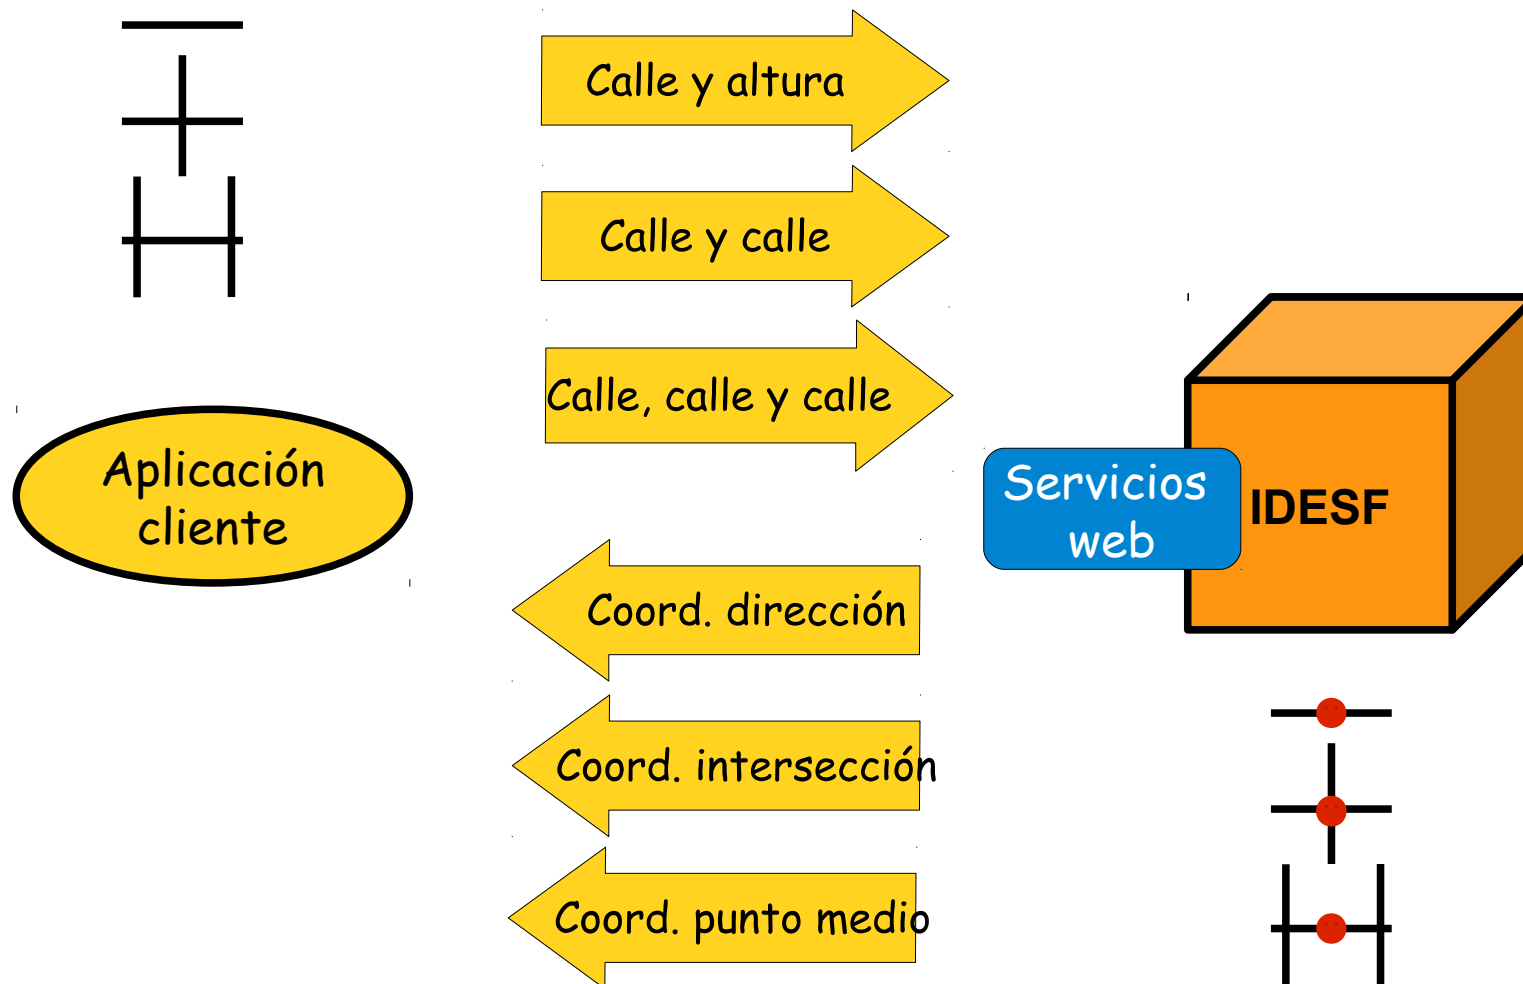 Calle y altura
Calle y calle
Calle, calle y calle
Aplicación
cliente
Servicios
web
IDESF
Coord. dirección
Coord. intersección
Coord. punto medio